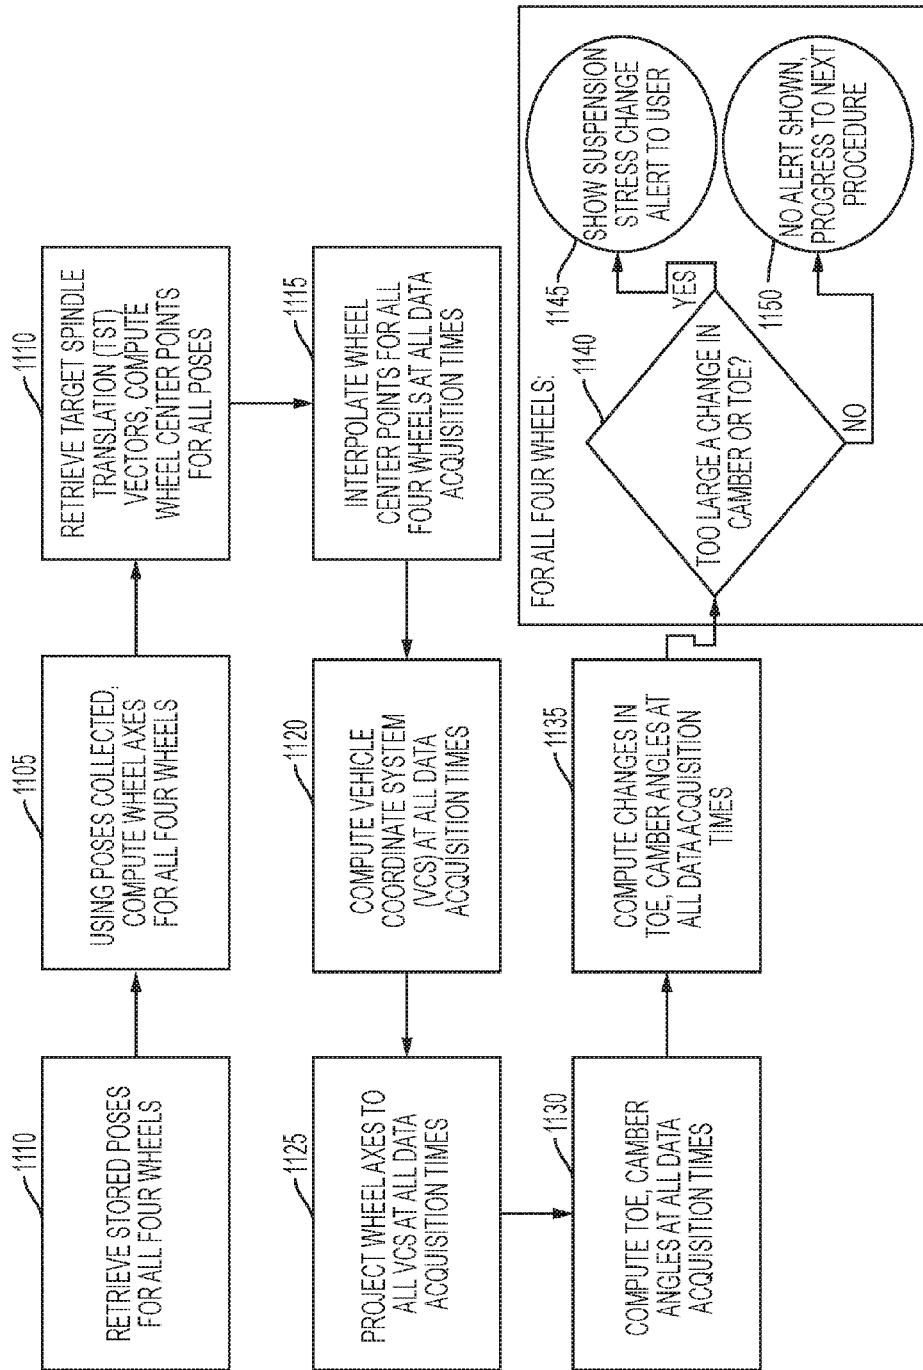 1110
RETRIEVE STORED POSES
FOR ALL FOUR WHEELS
1105
USING POSES COLLECTED,
COMPUTE WHEEL AXES
FOR ALL FOUR WHEELS
1110
RETRIEVE TARGET SPINDLE
TRANSLATION (TST)
VECTORS, COMPUTE
WHEEL CENTER POINTS
FOR ALL POSES
1115
INTERPOLATE WHEEL
CENTER POINTS FOR ALL
FOUR WHEELS AT ALL DATA
ACQUISITION TIMES
1120
COMPUTE VEHICLE
COORDINATE SYSTEM
(VCS) AT ALL DATA
ACQUISITION TIMES
1125
PROJECT WHEEL AXES TO
ALL VCS AT ALL DATA
ACQUISITION TIMES
1130
COMPUTE TOE, CAMBER
ANGLES AT ALL DATA
ACQUISITION TIMES
1135
COMPUTE CHANGES IN
TOE, CAMBER ANGLES AT
ALL DATA ACQUISITION
TIMES
FOR ALL FOUR WHEELS:
1140
TOO LARGE A CHANGE IN
CAMBER OR TOE?
YES
NO
1145
SHOW SUSPENSION
STRESS CHANGE
ALERT TO USER
1150
NO ALERT SHOWN,
PROGRESS TO NEXT
PROCEDURE